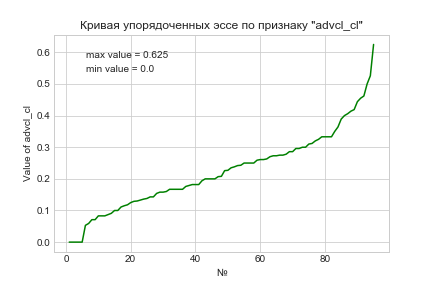 Кривая упорядоченных эссе по признаку "advcl_cl"
max value = 0.625
min value = 0.0
Value of advcl_cl
0.6
0.5
0.4
0.3
0.2
0.1
0.0
0 20 40 60 80
№